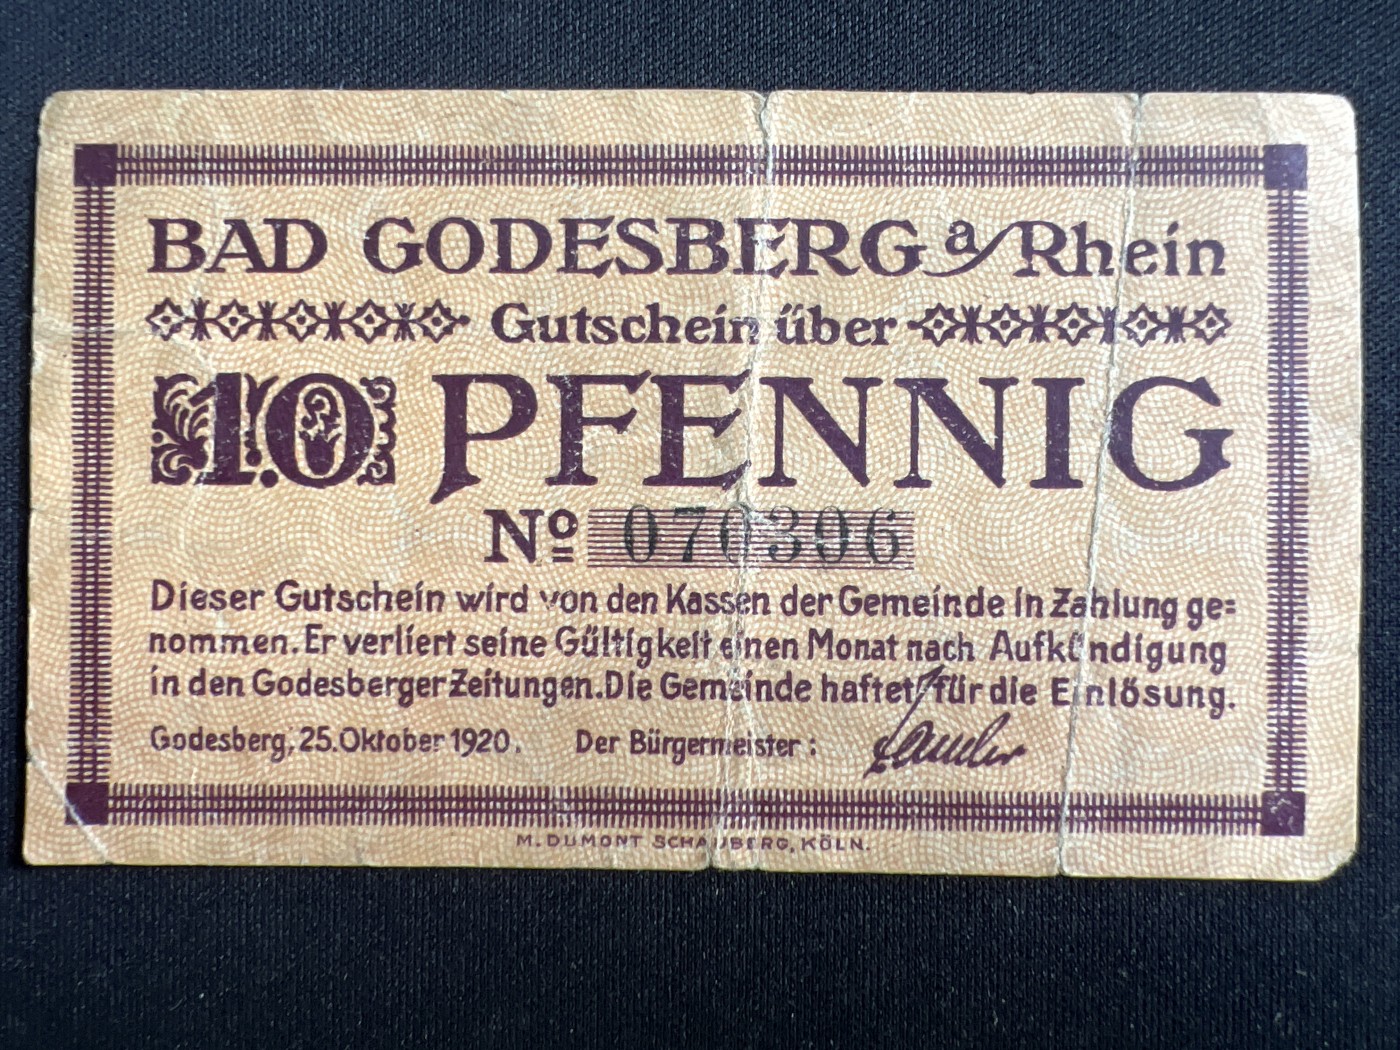 BAD GODESBERG a/Rhein
Gutschein über
10 PFENNIG
Nº 070306
Dieser Gutschein wird von den Kassen der Gemeinde in Zahlung ge=
nommen. Er verliert seine Gültigkeit einen Monat nach Aufkündigung
in den Godesberger Zeitungen. Die Gemeinde haftet für die Einlösung.
Godesberg, 25. Oktober 1920. Der Bürgermeister:
M. DUMONT SCHAUBERG, KÖLN.